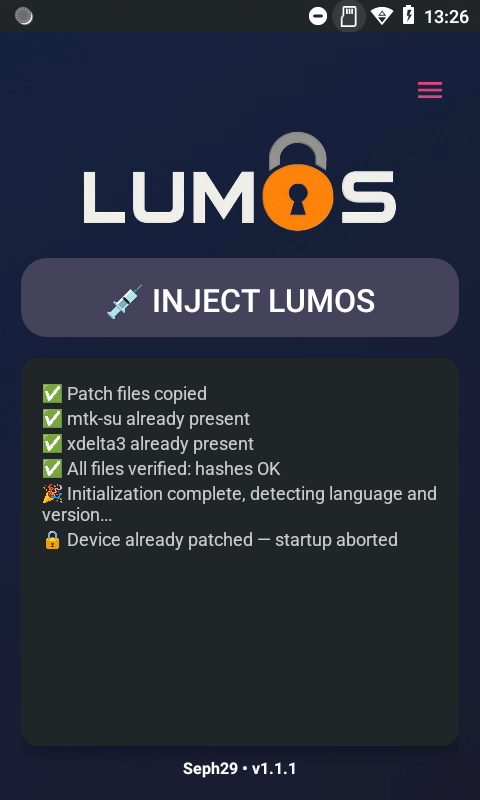 13:26
LUMOS
💉 INJECT LUMOS
✅ Patch files copied
✅ mtk-su already present
✅ xdelta3 already present
✅ All files verified: hashes OK
🎉 Initialization complete, detecting language and
version…
🔒 Device already patched — startup aborted
Seph29 • v1.1.1